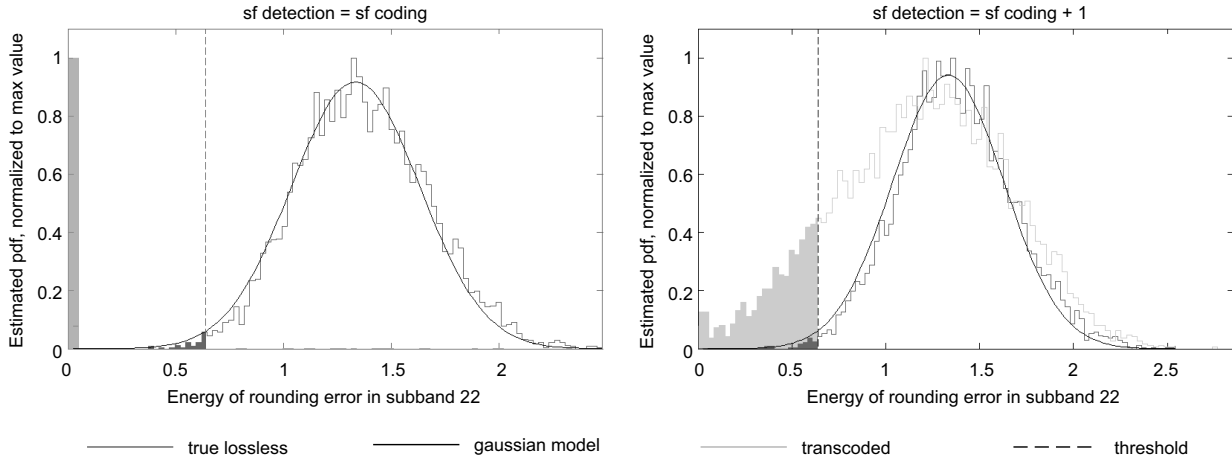 sf detection = sf coding
Estimated pdf, normalized to max value
1
0.8
0.6
0.4
0.2
0
0
0.5
1
1.5
2
Energy of rounding error in subband 22
sf detection = sf coding + 1
Estimated pdf, normalized to max value
1
0.8
0.6
0.4
0.2
0
0
0.5
1
1.5
2
2.5
Energy of rounding error in subband 22
true lossless
gaussian model
transcoded
threshold